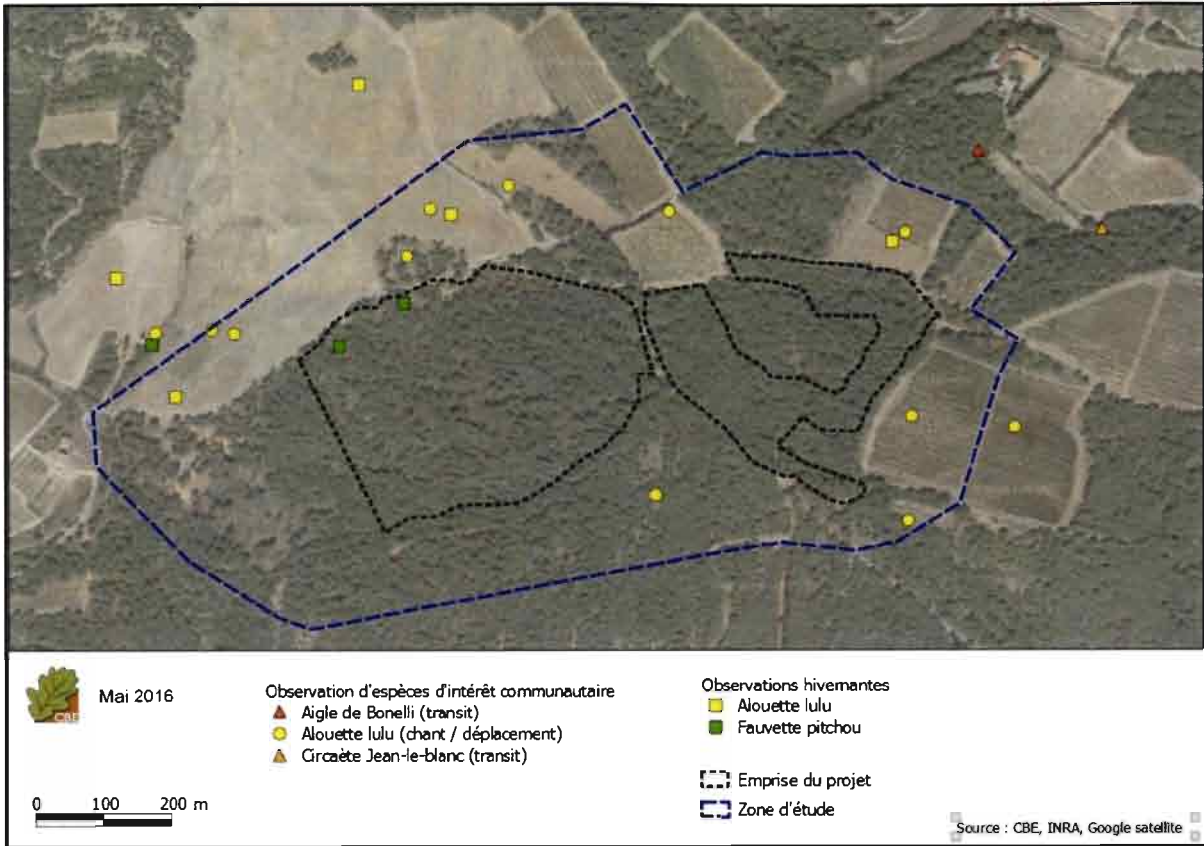 CBE
Mai 2016
0 100 200 m
Observation d'espèces d'intérêt communautaire
Aigle de Bonelli (transit)
Alouette lulu (chant / déplacement)
Circaète Jean-le-blanc (transit)
Observations hivernantes
Alouette lulu
Fauvette pitchou
Emprise du projet
Zone d'étude
Source : CBE, INRA, Google satellite